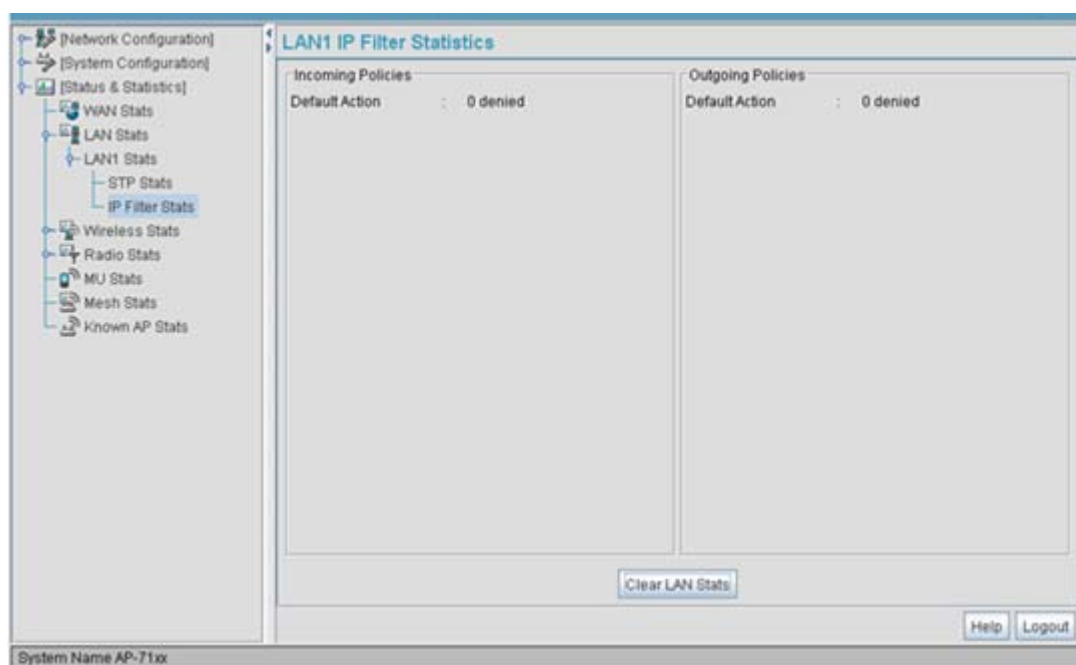 [Network Configuration]
[System Configuration]
[Status & Statistics]
WAN Stats
LAN Stats
LAN1 Stats
STP Stats
IP Filter Stats
Wireless Stats
Radio Stats
MU Stats
Mesh Stats
Known AP Stats
LAN1 IP Filter Statistics
Incoming Policies
Default Action : 0 denied
Outgoing Policies
Default Action : 0 denied
Clear LAN Stats
Help Logout
System Name AP-71xx